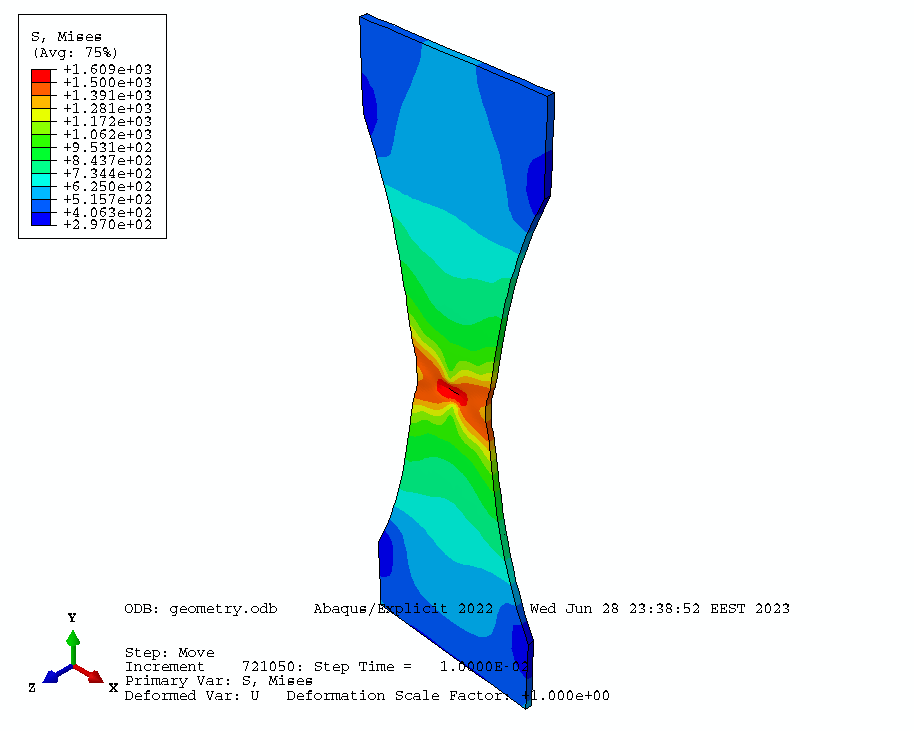 S, Mises
(Avg: 75%)
+1.609e+03
+1.500e+03
+1.391e+03
+1.281e+03
+1.172e+03
+1.062e+03
+9.531e+02
+8.437e+02
+7.344e+02
+6.250e+02
+5.157e+02
+4.063e+02
+2.970e+02
ODB: geometry.odb Abaqus/Explicit 2022 Wed Jun 28 23:38:52 EEST 2023
Y
Z
X
Step: Move
Increment 721050: Step Time = 1.0000E-02
Primary Var: S, Mises
Deformed Var: U Deformation Scale Factor: +1.000e+00